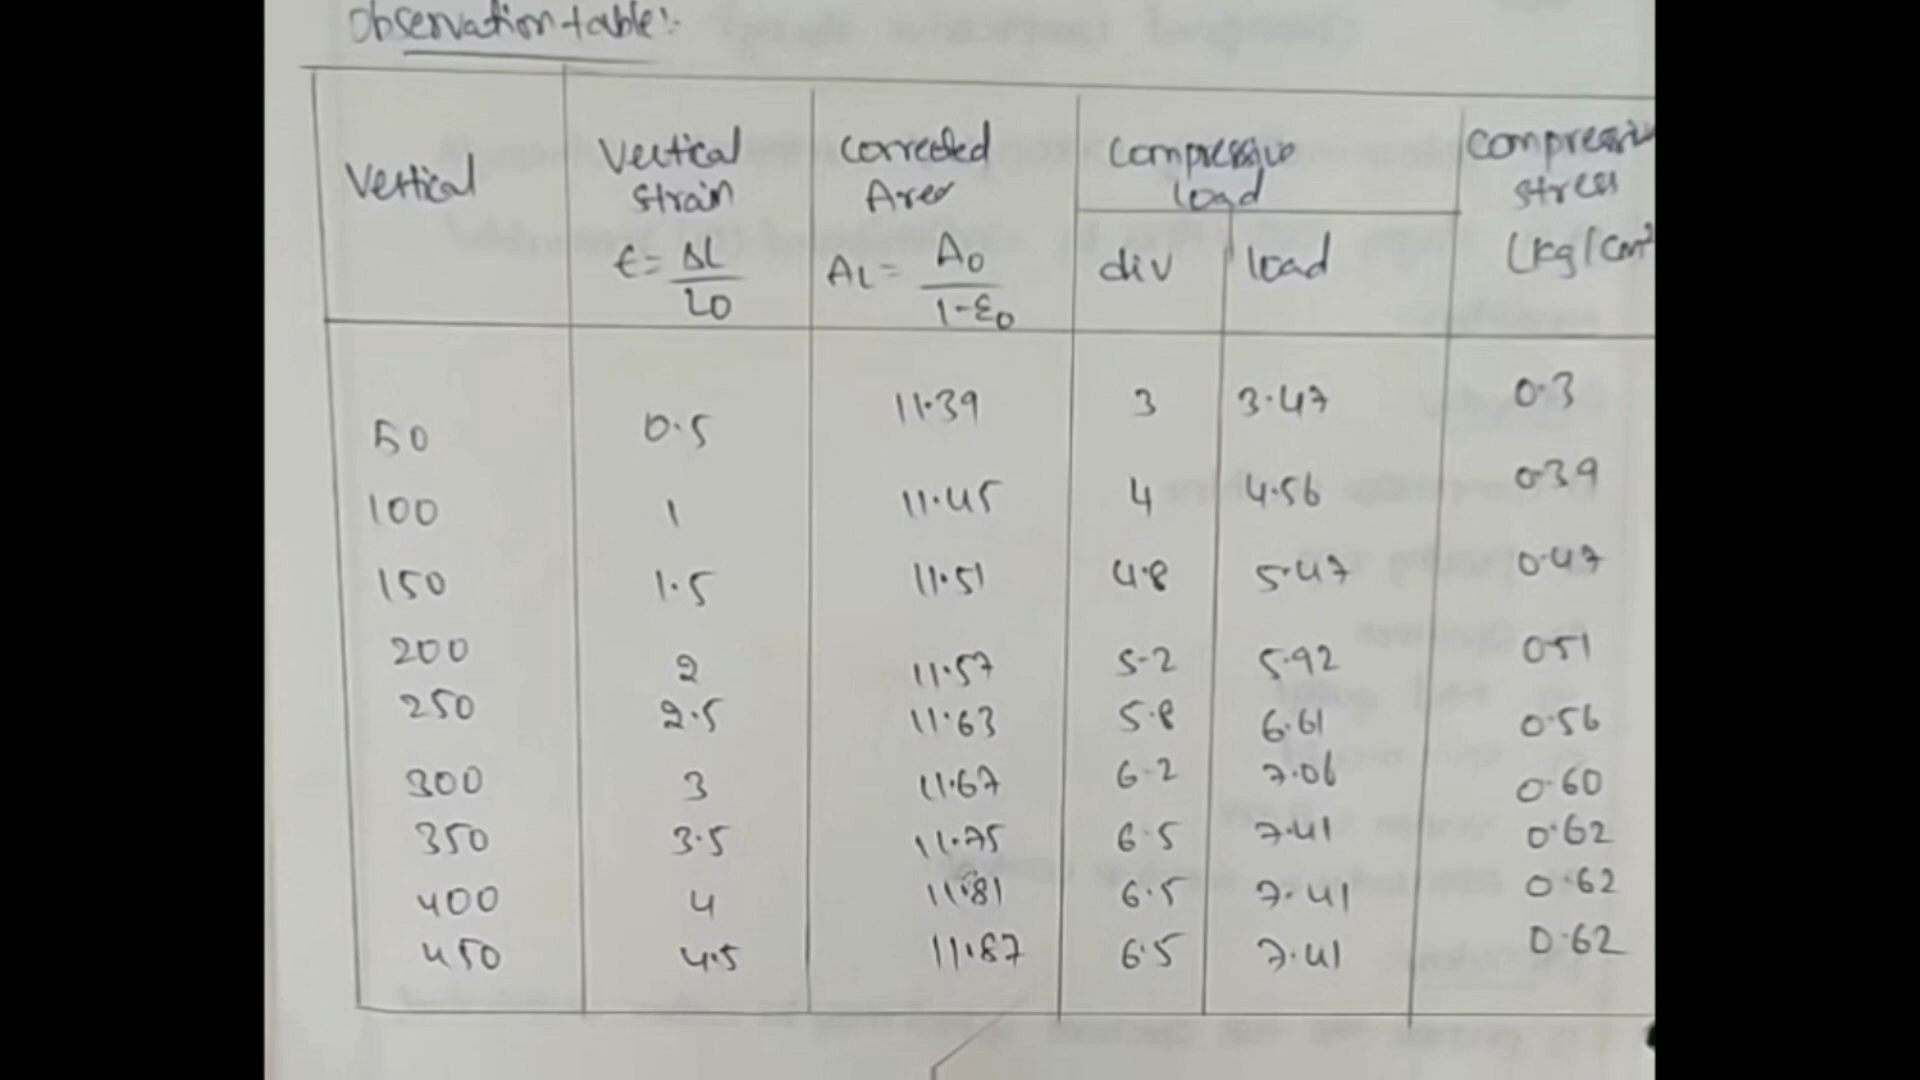 Observation table:-
Vertical | Vertical strain ε = ΔL / L0 | Corrected Area AL = A0 / 1-ε0 | Compressive load div | load | Compressive stress (kg/cm²
50 | 0.5 | 11.39 | 3 | 3.47 | 0.3
100 | 1 | 11.45 | 4 | 4.56 | 0.39
150 | 1.5 | 11.51 | 4.8 | 5.47 | 0.47
200 | 2 | 11.57 | 5.2 | 5.92 | 0.51
250 | 2.5 | 11.63 | 5.8 | 6.61 | 0.56
300 | 3 | 11.67 | 6.2 | 7.06 | 0.60
350 | 3.5 | 11.75 | 6.5 | 7.41 | 0.62
400 | 4 | 11.81 | 6.5 | 7.41 | 0.62
450 | 4.5 | 11.87 | 6.5 | 7.41 | 0.62